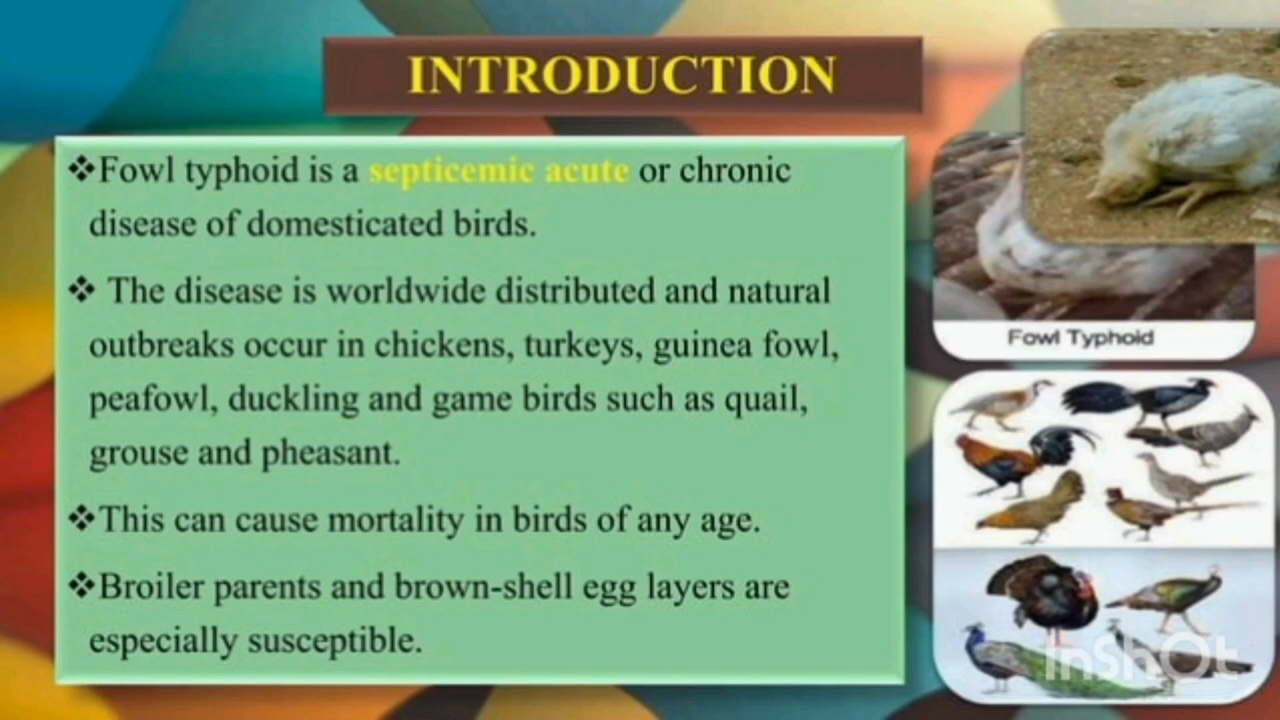 INTRODUCTION
❖Fowl typhoid is a septicemic acute or chronic
disease of domesticated birds.
❖ The disease is worldwide distributed and natural
outbreaks occur in chickens, turkeys, guinea fowl,
peafowl, duckling and game birds such as quail,
grouse and pheasant.
❖This can cause mortality in birds of any age.
❖Broiler parents and brown-shell egg layers are
especially susceptible.
Fowl Typhoid
InShOt